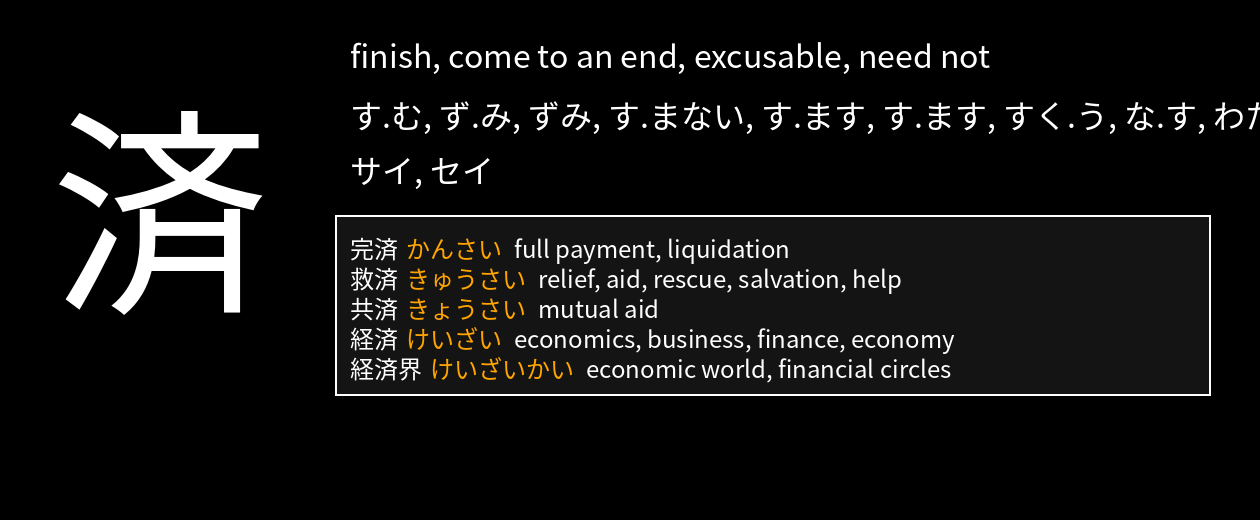 済
finish, come to an end, excusable, need not
す.む, ず.み, ずみ, す.まない, す.ます, す.ます, すく.う, な.す, わ
サイ, セイ
完済 かんさい full payment, liquidation
救済 きゅうさい relief, aid, rescue, salvation, help
共済 きょうさい mutual aid
経済 けいざい economics, business, finance, economy
経済界 けいざいかい economic world, financial circles